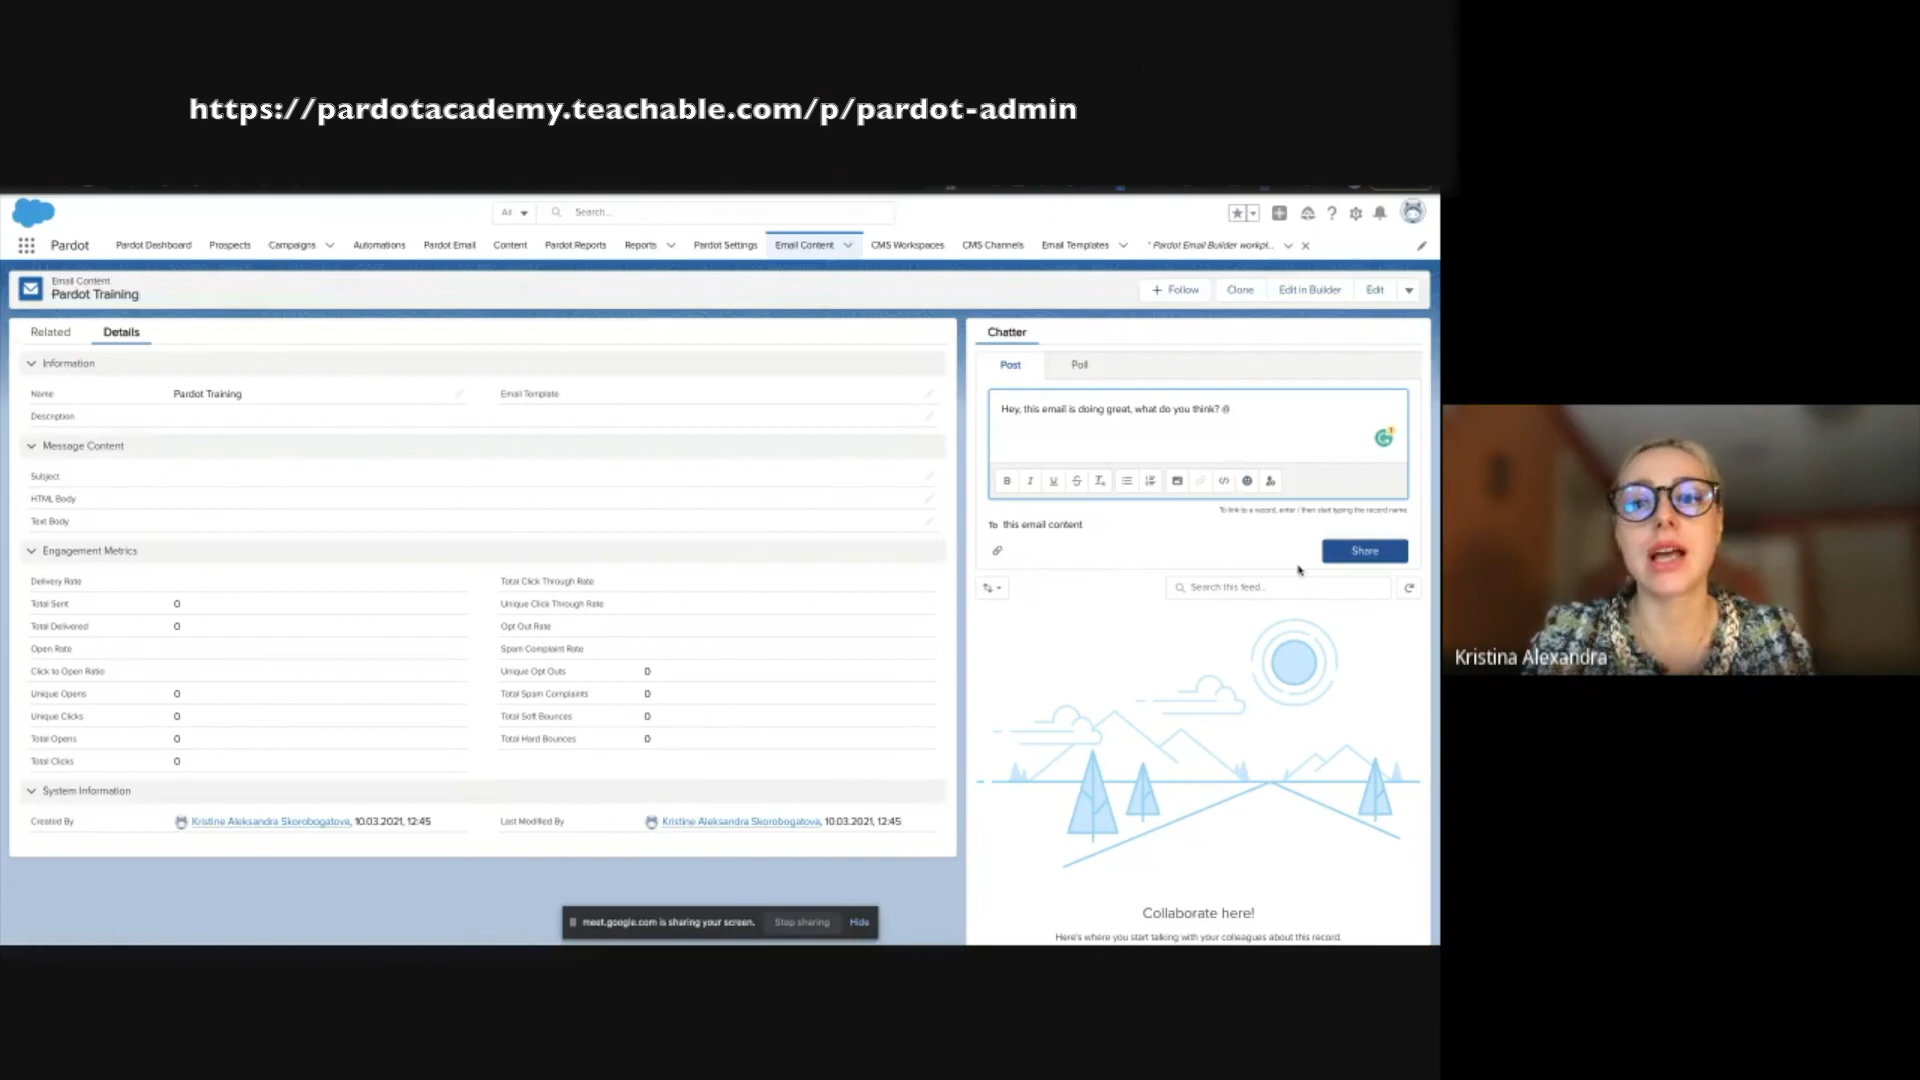 https://pardotacademy.teachable.com/p/pardot-admin
All Search...
Pardot Pardot Dashboard Prospects Campaigns Automations Pardot Email Content Pardot Reports Reports Pardot Settings Email Content CMS Workspaces CMS Channels Email Templates * Pardot Email Builder workpl...
Email Content
Pardot Training
+ Follow Clone Edit in Builder Edit
Related Details
Information
Name Pardot Training Email Template
Description
Message Content
Subject
HTML Body
Text Body
Engagement Metrics
Delivery Rate Total Click Through Rate
Total Sent 0 Unique Click Through Rate
Total Delivered 0 Opt Out Rate
Open Rate Spam Complaint Rate
Click to Open Ratio Unique Opt Outs 0
Unique Opens 0 Total Spam Complaints 0
Unique Clicks 0 Total Soft Bounces 0
Total Opens 0 Total Hard Bounces 0
Total Clicks 0
System Information
Created By Kristine Aleksandra Skorobogatova, 10.03.2021, 12:45 Last Modified By Kristine Aleksandra Skorobogatova, 10.03.2021, 12:45
Chatter
Post Poll
Hey, this email is doing great, what do you think? @
B I U S Tx
To link to a record, enter / then start typing the record name.
To this email content
Share
Search this feed...
Collaborate here!
Here's where you start talking with your colleagues about this record.
meet.google.com is sharing your screen. Stop sharing Hide
Kristina Alexandra